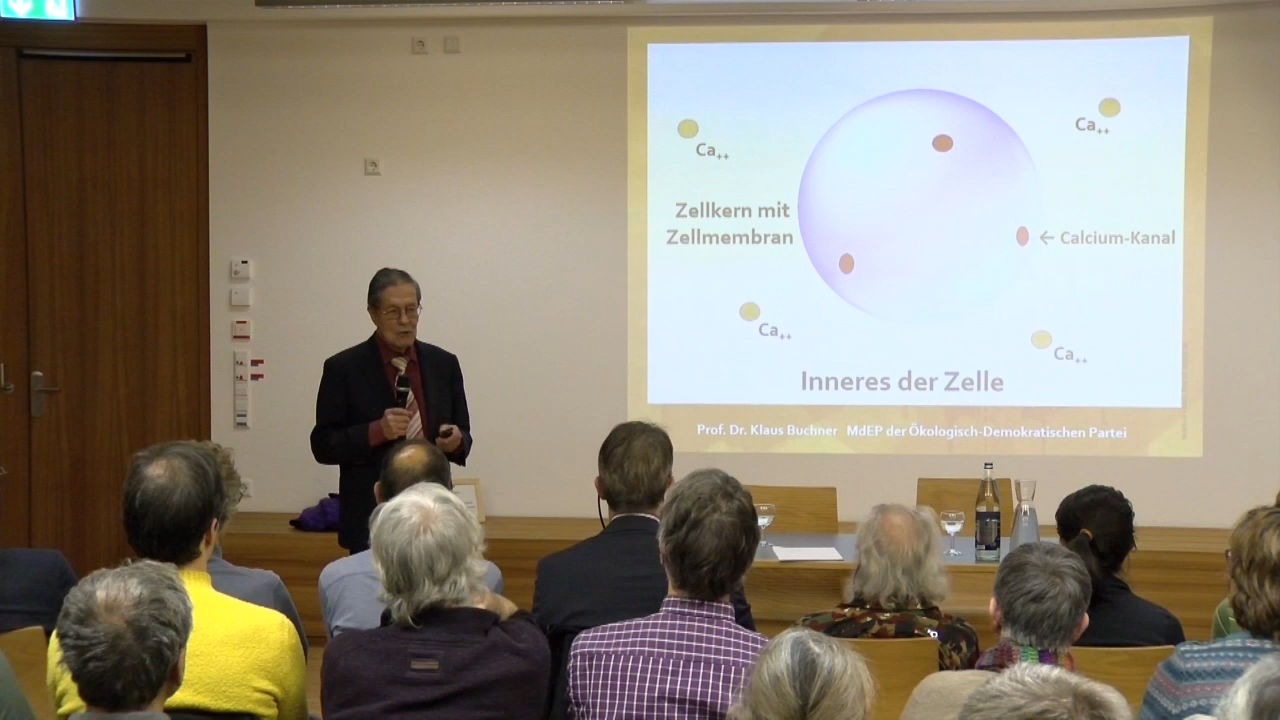 Ca++
Ca++
Zellkern mit
Zellmembran
← Calcium-Kanal
Ca++
Ca++
Inneres der Zelle
Prof. Dr. Klaus Buchner MdEP der Ökologisch-Demokratischen Partei